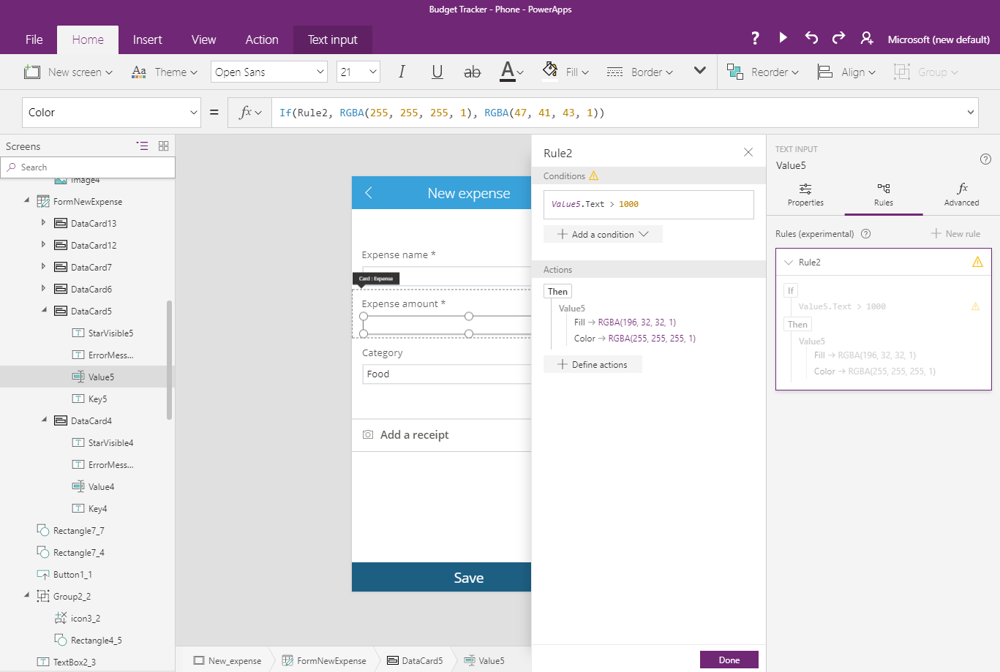 Budget Tracker - Phone - PowerApps
File Home Insert View Action Text input ? Microsoft (new default)
New screen Aa Theme Open Sans 21 I U ab A Fill Border Reorder Align Group
Color = fx If(Rule2, RGBA(255, 255, 255, 1), RGBA(47, 41, 43, 1))
Screens
Search
Image4
FormNewExpense
DataCard13
DataCard12
DataCard7
DataCard6
DataCard5
StarVisible5
ErrorMess...
Value5
Key5
DataCard4
StarVisible4
ErrorMess...
Value4
Key4
Rectangle7_7
Rectangle7_4
Button1_1
Group2_2
icon3_2
Rectangle4_5
TextBox2_3
New expense
Expense name *
Card : Expense
Expense amount *
Category
Food
Add a receipt
Save
New_expense FormNewExpense DataCard5 Value5
Rule2
Conditions
Value5.Text > 1000
Add a condition
Actions
Then
Value5
Fill → RGBA(196, 32, 32, 1)
Color → RGBA(255, 255, 255, 1)
Define actions
Done
TEXT INPUT
Value5
?
Properties Rules fx Advanced
Rules (experimental) ? New rule
Rule2
If
Value5.Text > 1000
Then
Value5
Fill → RGBA(196, 32, 32, 1)
Color → RGBA(255, 255, 255, 1)